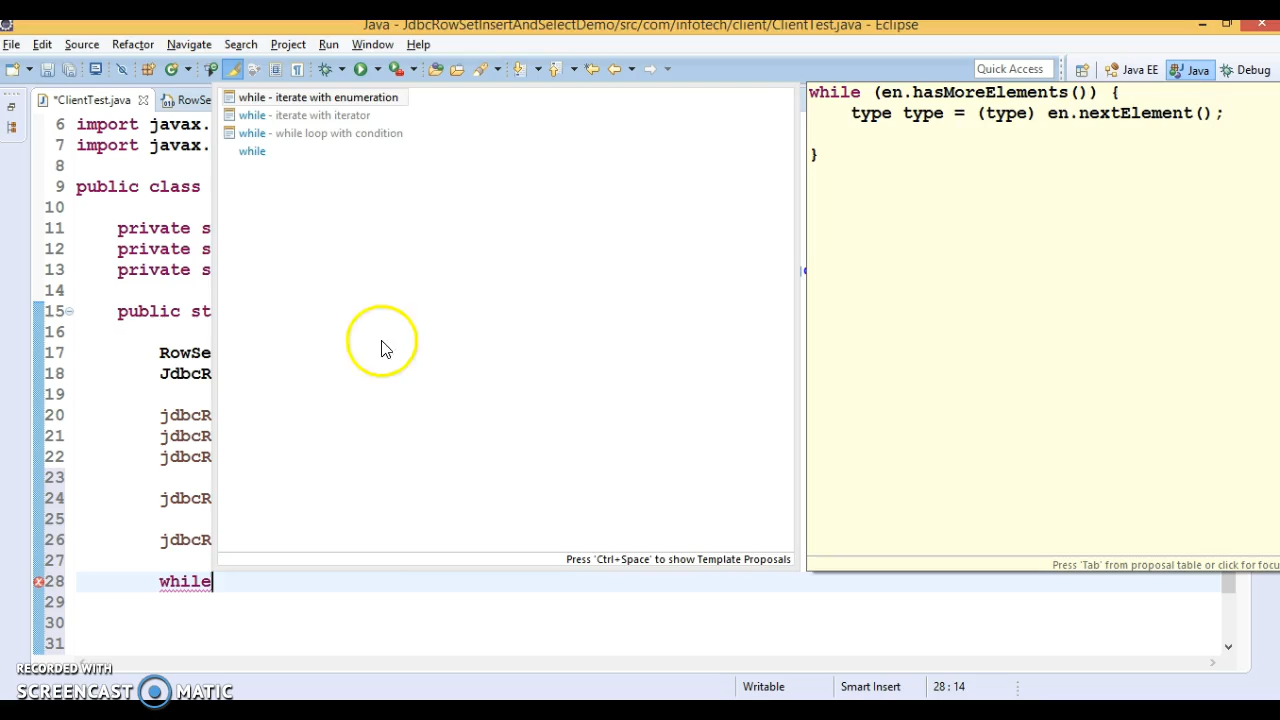 Java - JdbcRowSetInsertAndSelectDemo/src/com/infotech/client/ClientTest.java - Eclipse
File Edit Source Refactor Navigate Search Project Run Window Help
Quick Access Java EE Java Debug
*ClientTest.java RowSe
while - iterate with enumeration
while - iterate with iterator
while - while loop with condition
while
Press 'Ctrl+Space' to show Template Proposals
while (en.hasMoreElements()) {
type type = (type) en.nextElement();
}
Press 'Tab' from proposal table or click for focu
6 import javax.
7 import javax.
8
9 public class
10
11 private s
12 private s
13 private s
14
15 public st
16
17 RowSe
18 JdbcR
19
20 jdbcR
21 jdbcR
22 jdbcR
23
24 jdbcR
25
26 jdbcR
27
28 while
29
30
31
RECORDED WITH
SCREENCAST MATIC
Writable Smart Insert 28 : 14